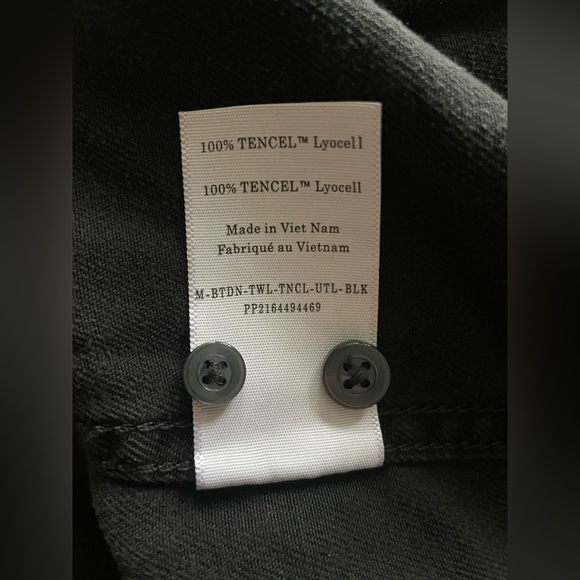 100% TENCEL™ Lyocell
100% TENCEL™ Lyocell
Made in Viet Nam
Fabriqué au Vietnam
M-BTDN-TWL-TNCL-UTL-BLK
PP2164494469